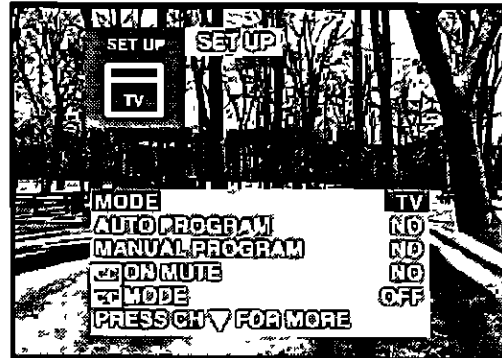 SET UP SET UP
TV
MODE TV
AUTO PROGRAM NO
MANUAL PROGRAM NO
CC ON MUTE NO
MODE OFF
PRESS CH ▽ FOR MORE